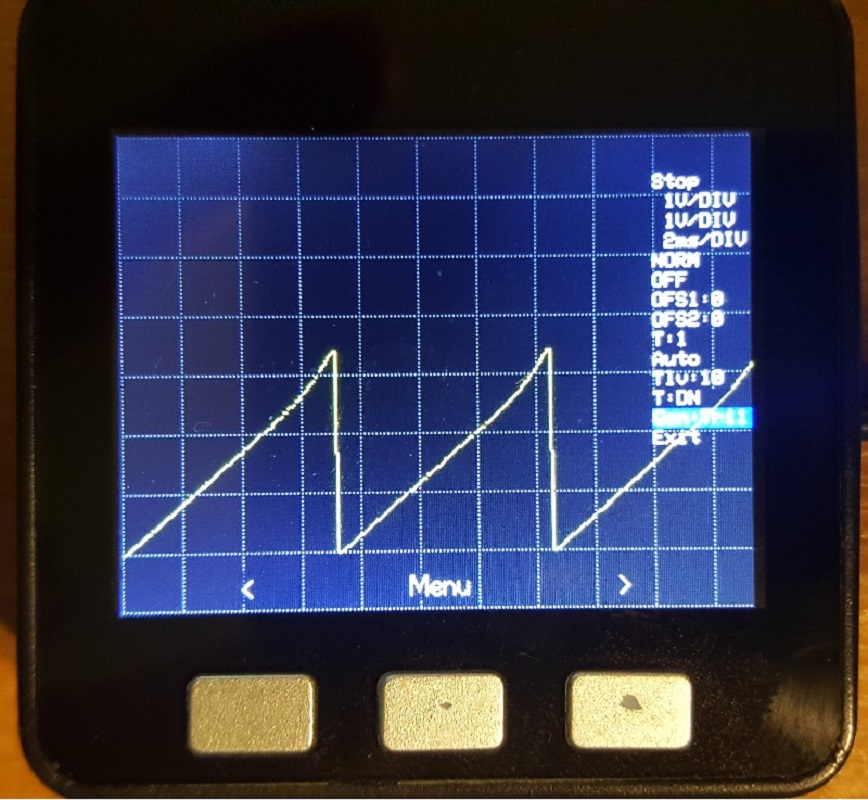 Stop
1V/DIV
1V/DIV
2ms/DIV
NORM
OFF
OFS1:0
OFS2:0
T:1
Auto
Tlv:10
T:DN
Exit
< Menu >